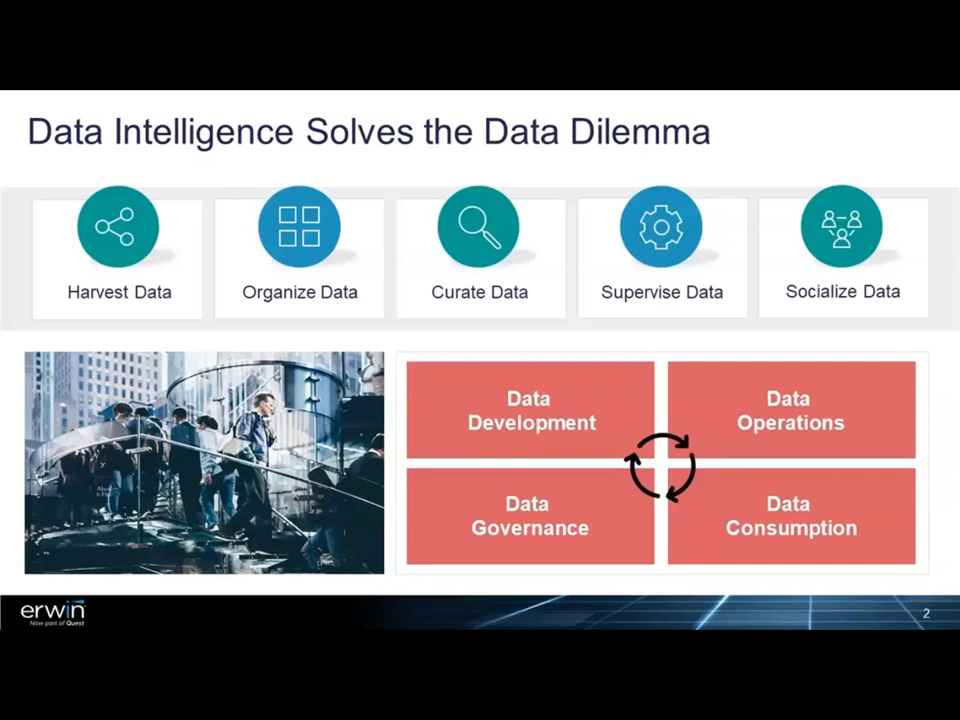 Data Intelligence Solves the Data Dilemma
Harvest Data
Organize Data
Curate Data
Supervise Data
Socialize Data
Data
Development
Data
Operations
Data
Governance
Data
Consumption
erwin
Now part of Quest
2